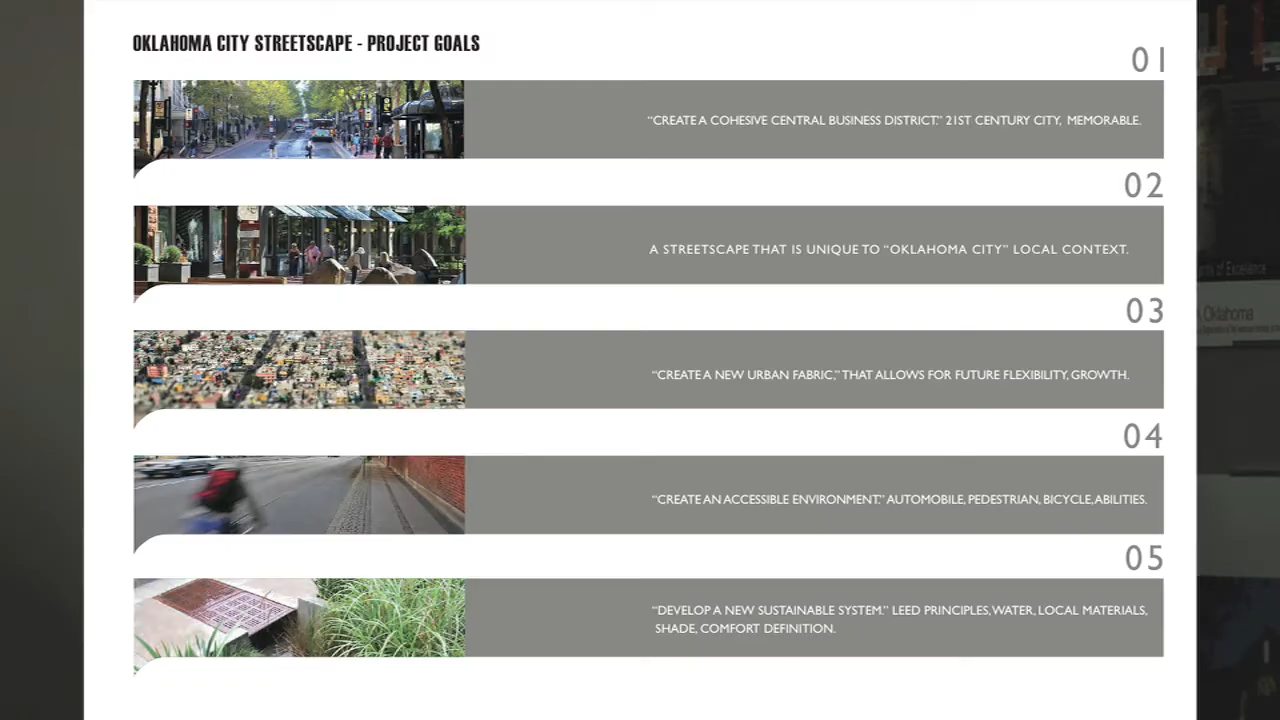 OKLAHOMA CITY STREETSCAPE - PROJECT GOALS
01
“CREATE A COHESIVE CENTRAL BUSINESS DISTRICT.” 21ST CENTURY CITY, MEMORABLE.
02
A STREETSCAPE THAT IS UNIQUE TO “OKLAHOMA CITY” LOCAL CONTEXT.
03
“CREATE A NEW URBAN FABRIC,” THAT ALLOWS FOR FUTURE FLEXIBILITY, GROWTH.
04
“CREATE AN ACCESSIBLE ENVIRONMENT.” AUTOMOBILE, PEDESTRIAN, BICYCLE, ABILITIES.
05
“DEVELOP A NEW SUSTAINABLE SYSTEM.” LEED PRINCIPLES, WATER, LOCAL MATERIALS,
SHADE, COMFORT DEFINITION.
of Excellence
Oklahoma